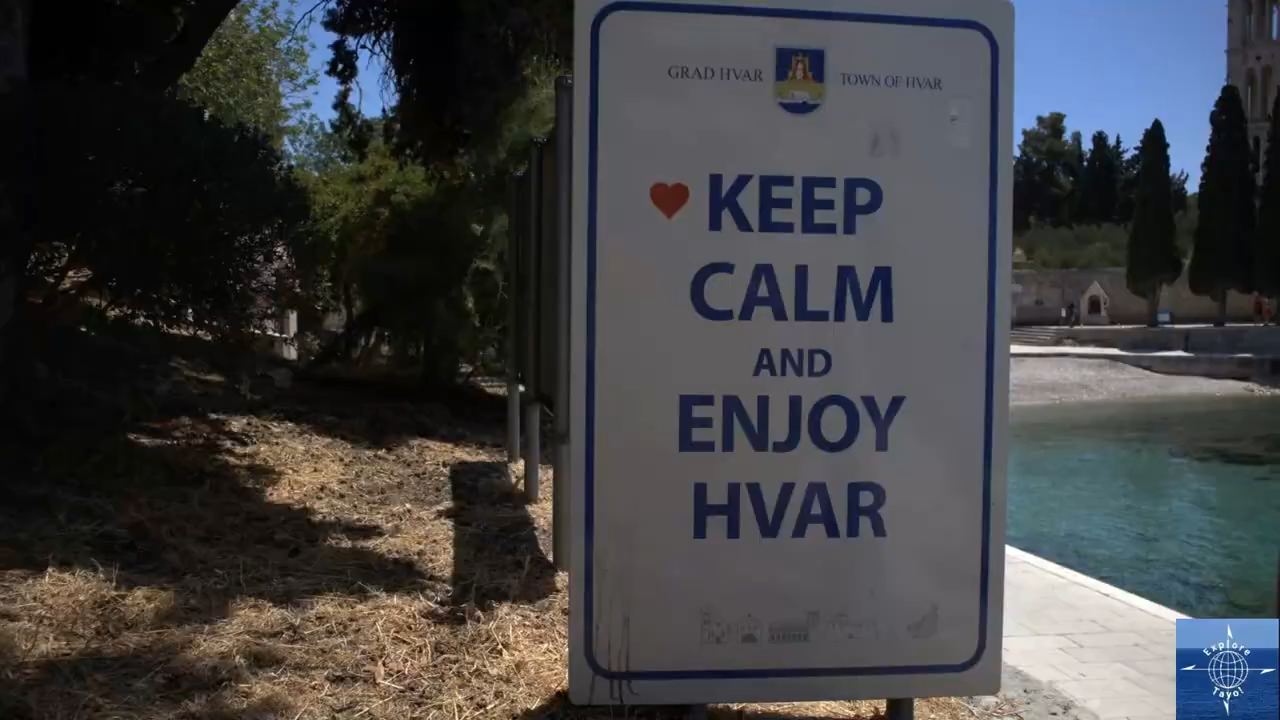 GRAD HVAR TOWN OF HVAR
KEEP
CALM
AND
ENJOY
HVAR
Explore
Tayo!